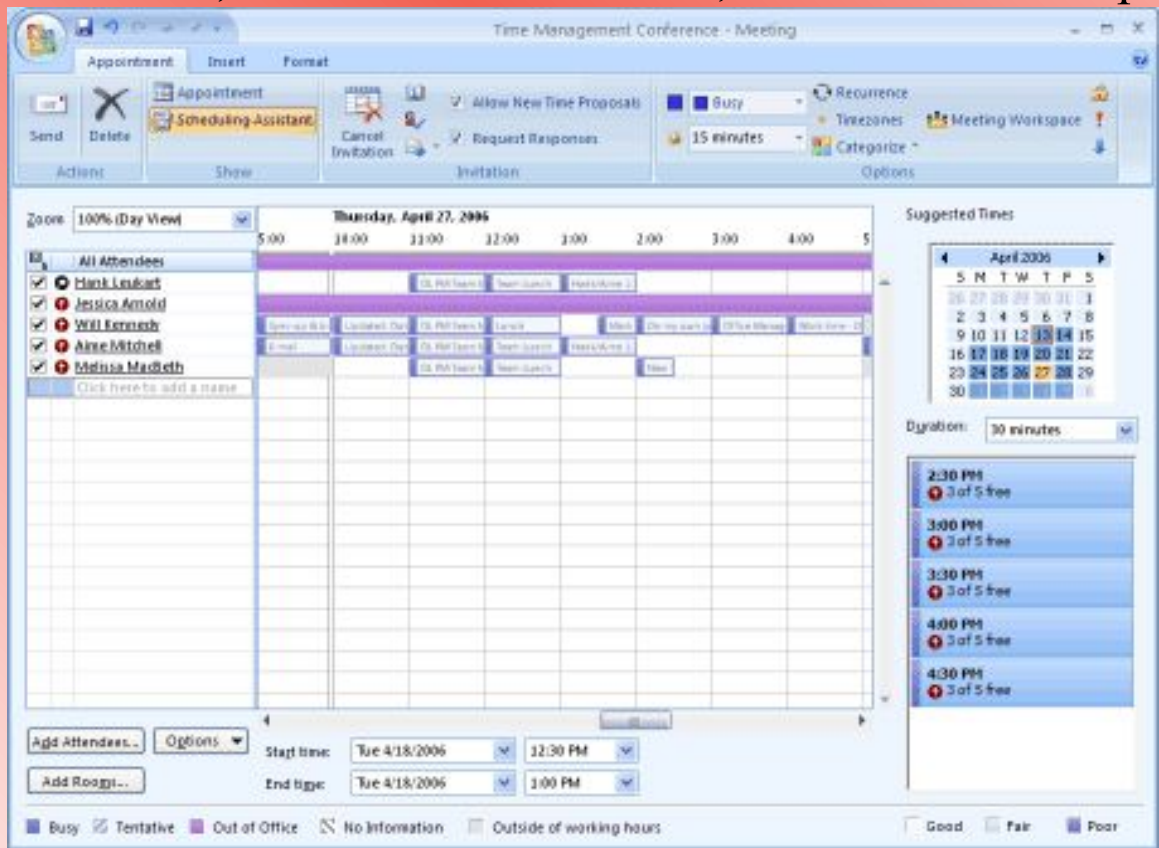 Time Management Conference - Meeting
Appointment Insert Format
Send
Delete
Appointment
Scheduling Assistant
Cancel Invitation
Allow New Time Proposals
Request Responses
Busy
15 minutes
Recurrence
Timezones
Categorize
Meeting Workspace
Actions Show Invitation Options
Zoom 100% (Day View)
Thursday, April 27, 2006
5:00 10:00 11:00 12:00 1:00 2:00 3:00 4:00 5
All Attendees
Hank Leukart
Team Lunch
Jessica Arnold
Will Kennedy
Lunch
Aime Mitchell
E-mail
Team Lunch
Melissa MacBeth
Team Lunch
Click here to add a name
Add Attendees... Options
Add Rooms...
Start time: Tue 4/18/2006 12:30 PM
End time: Tue 4/18/2006 1:00 PM
Busy Tentative Out of Office No Information Outside of working hours
Suggested Times
April 2006
S M T W T F S
26 27 28 29 30 31 1
2 3 4 5 6 7 8
9 10 11 12 13 14 15
16 17 18 19 20 21 22
23 24 25 26 27 28 29
30
Duration: 30 minutes
2:30 PM
3 of 5 free
3:00 PM
3 of 5 free
3:30 PM
3 of 5 free
4:00 PM
3 of 5 free
4:30 PM
3 of 5 free
Good Fair Poor